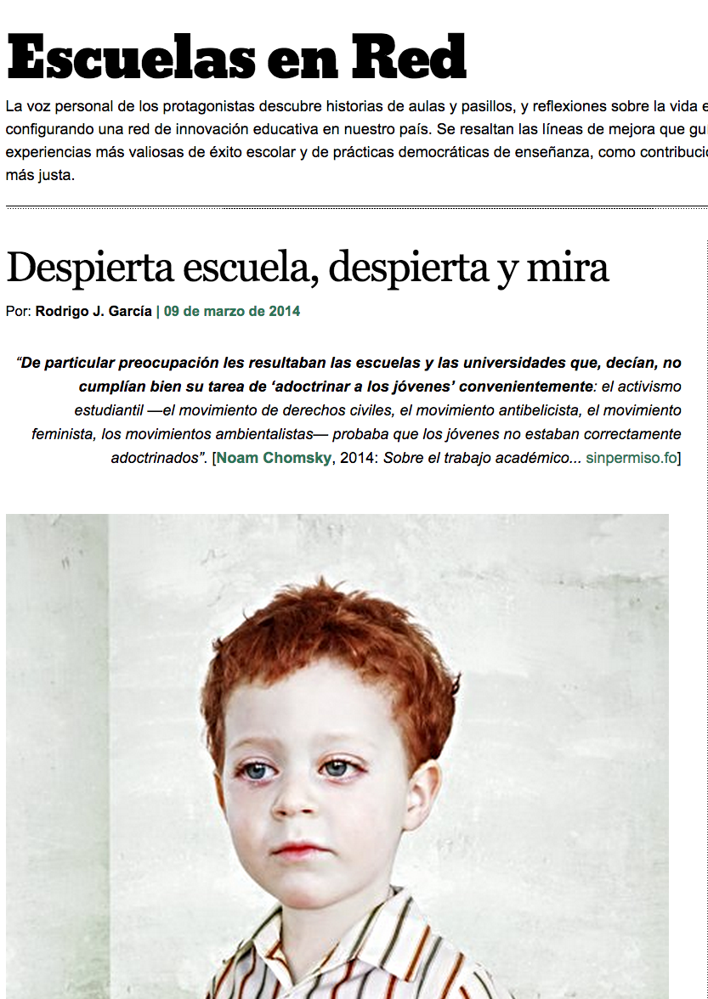 Escuelas en Red
La voz personal de los protagonistas descubre historias de aulas y pasillos, y reflexiones sobre la vida e
configurando una red de innovación educativa en nuestro país. Se resaltan las líneas de mejora que gu
experiencias más valiosas de éxito escolar y de prácticas democráticas de enseñanza, como contribució
más justa.
Despierta escuela, despierta y mira
Por: Rodrigo J. García | 09 de marzo de 2014
“De particular preocupación les resultaban las escuelas y las universidades que, decían, no
cumplían bien su tarea de ‘adoctrinar a los jóvenes’ convenientemente: el activismo
estudiantil —el movimiento de derechos civiles, el movimiento antibelicista, el movimiento
feminista, los movimientos ambientalistas— probaba que los jóvenes no estaban correctamente
adoctrinados”. [Noam Chomsky, 2014: Sobre el trabajo académico... sinpermiso.fo]